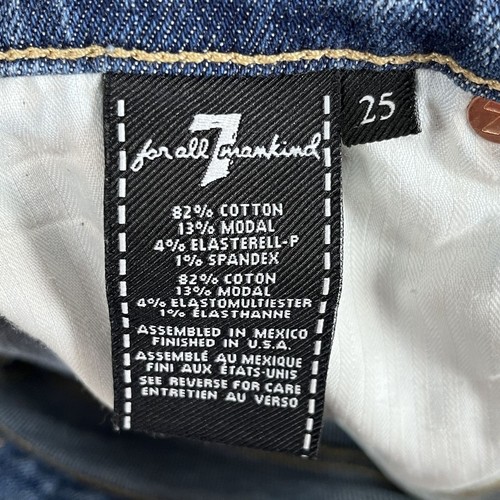 for all 7 mankind
25
82% COTTON
13% MODAL
4% ELASTERELL-P
1% SPANDEX
82% COTON
13% MODAL
4% ELASTOMULTIESTER
1% ÉLASTHANNE
ASSEMBLED IN MEXICO
FINISHED IN U.S.A.
ASSEMBLÉ AU MEXIQUE
FINI AUX ÉTATS-UNIS
SEE REVERSE FOR CARE
ENTRETIEN AU VERSO
7